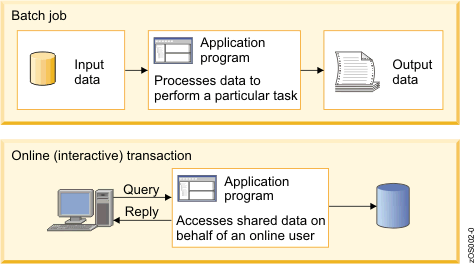 Batch job
Input
data
Application
program
Processes data to
perform a particular task
Output
data
Online (interactive) transaction
Query
Reply
Application
program
Accesses shared data on
behalf of an online user
zOS002-0